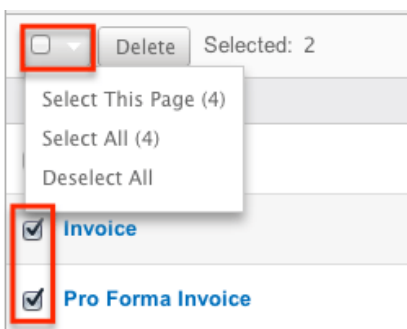 Delete Selected: 2
Select This Page (4)
Select All (4)
Deselect All
Invoice
Pro Forma Invoice